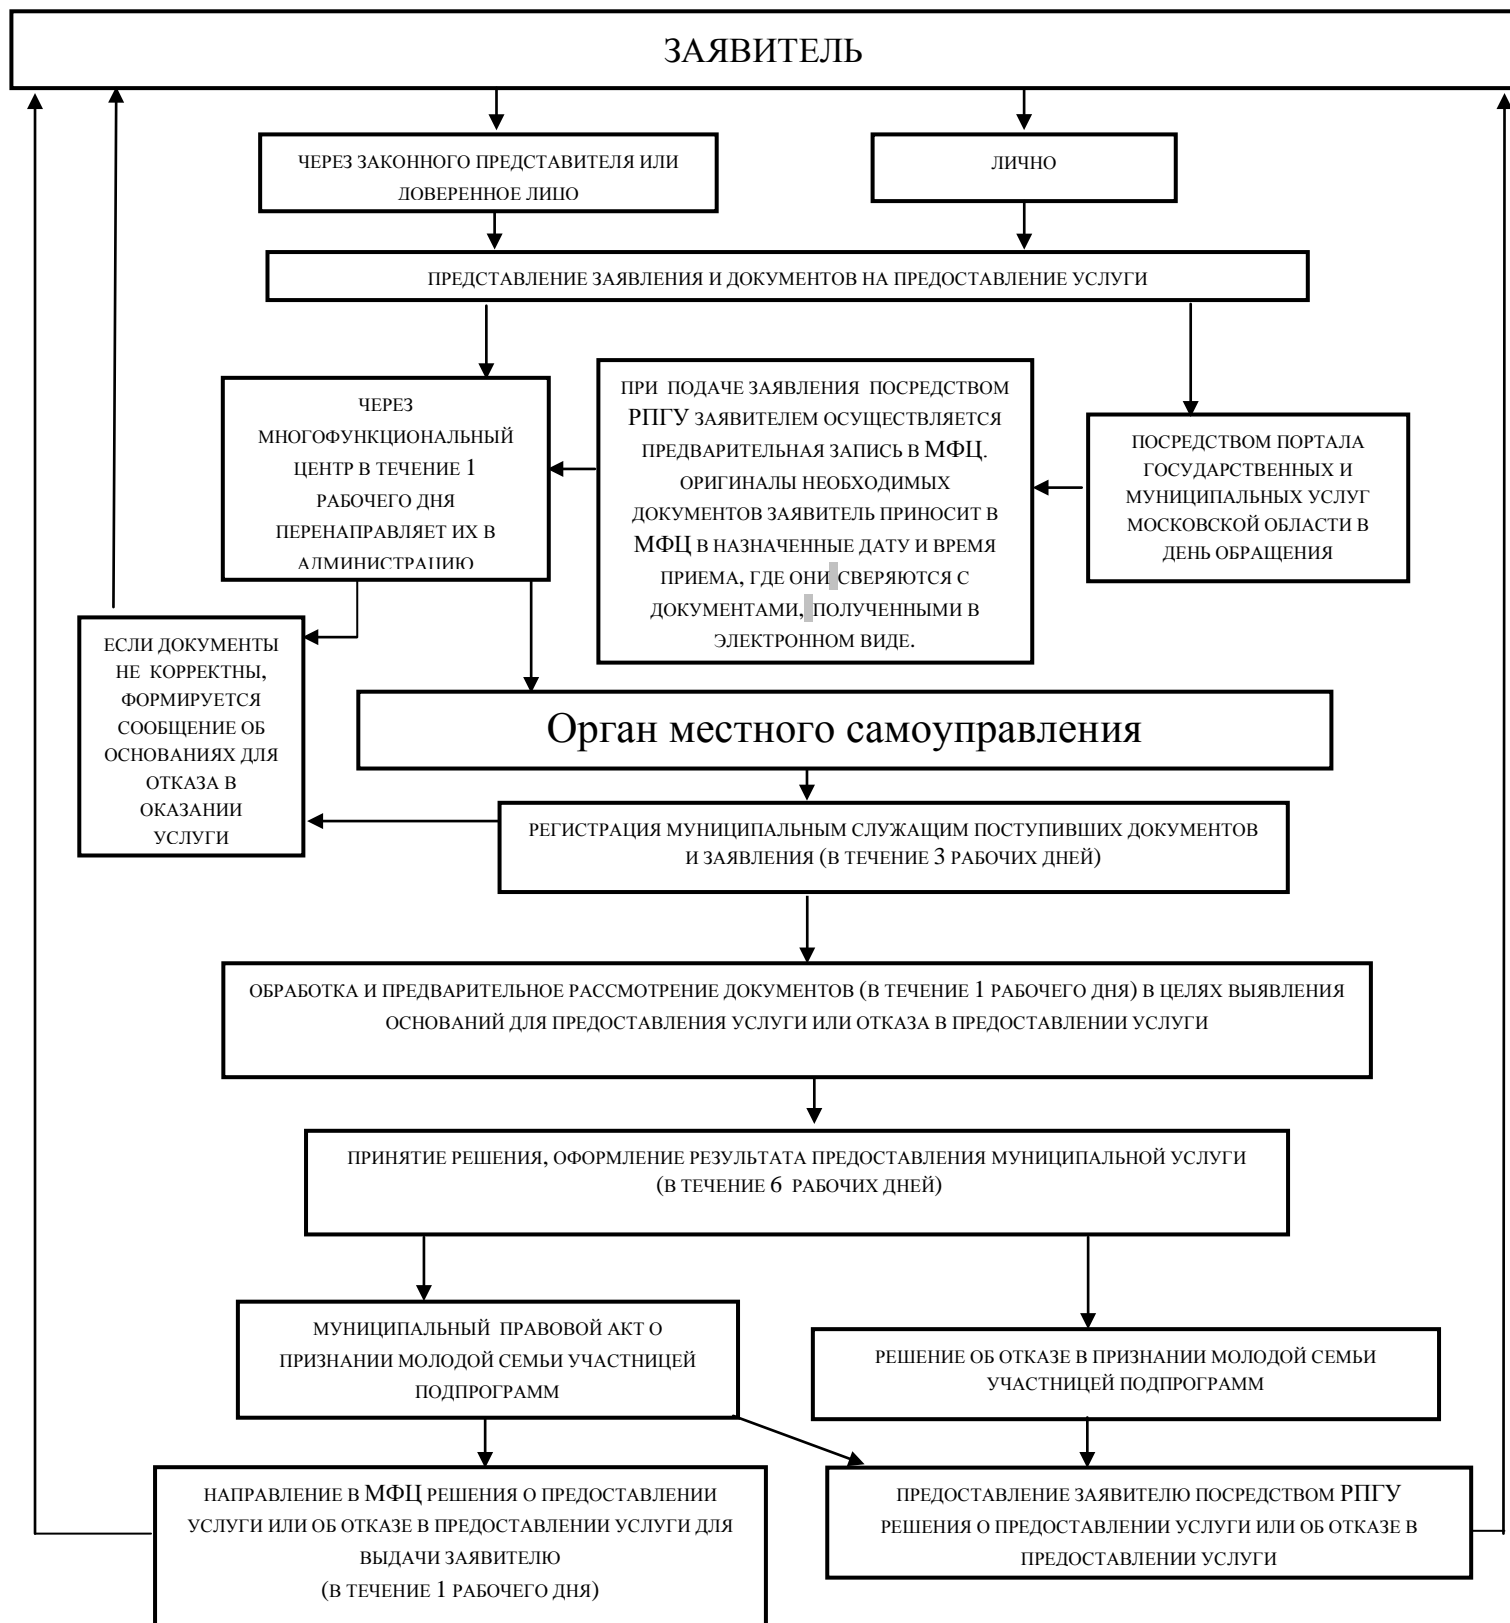 ЗАЯВИТЕЛЬ
ЧЕРЕЗ ЗАКОННОГО ПРЕДСТАВИТЕЛЯ ИЛИ
ДОВЕРЕННОЕ ЛИЦО
ЛИЧНО
ПРЕДСТАВЛЕНИЕ ЗАЯВЛЕНИЯ И ДОКУМЕНТОВ НА ПРЕДОСТАВЛЕНИЕ УСЛУГИ
ЧЕРЕЗ
МНОГОФУНКЦИОНАЛЬНЫЙ
ЦЕНТР В ТЕЧЕНИЕ 1
РАБОЧЕГО ДНЯ
ПЕРЕНАПРАВЛЯЕТ ИХ В
АДМИНИСТРАЦИЮ
ПРИ ПОДАЧЕ ЗАЯВЛЕНИЯ ПОСРЕДСТВОМ
РПГУ ЗАЯВИТЕЛЕМ ОСУЩЕСТВЛЯЕТСЯ
ПРЕДВАРИТЕЛЬНАЯ ЗАПИСЬ В МФЦ.
ОРИГИНАЛЫ НЕОБХОДИМЫХ
ДОКУМЕНТОВ ЗАЯВИТЕЛЬ ПРИНОСИТ В
МФЦ В НАЗНАЧЕННЫЕ ДАТУ И ВРЕМЯ
ПРИЕМА, ГДЕ ОНИ СВЕРЯЮТСЯ С
ДОКУМЕНТАМИ, ПОЛУЧЕННЫМИ В
ЭЛЕКТРОННОМ ВИДЕ.
ПОСРЕДСТВОМ ПОРТАЛА
ГОСУДАРСТВЕННЫХ И
МУНИЦИПАЛЬНЫХ УСЛУГ
МОСКОВСКОЙ ОБЛАСТИ В
ДЕНЬ ОБРАЩЕНИЯ
ЕСЛИ ДОКУМЕНТЫ
НЕ КОРРЕКТНЫ,
ФОРМИРУЕТСЯ
СООБЩЕНИЕ ОБ
ОСНОВАНИЯХ ДЛЯ
ОТКАЗА В
ОКАЗАНИИ
УСЛУГИ
Орган местного самоуправления
РЕГИСТРАЦИЯ МУНИЦИПАЛЬНЫМ СЛУЖАЩИМ ПОСТУПИВШИХ ДОКУМЕНТОВ
И ЗАЯВЛЕНИЯ (В ТЕЧЕНИЕ 3 РАБОЧИХ ДНЕЙ)
ОБРАБОТКА И ПРЕДВАРИТЕЛЬНОЕ РАССМОТРЕНИЕ ДОКУМЕНТОВ (В ТЕЧЕНИЕ 1 РАБОЧЕГО ДНЯ) В ЦЕЛЯХ ВЫЯВЛЕНИЯ
ОСНОВАНИЙ ДЛЯ ПРЕДОСТАВЛЕНИЯ УСЛУГИ ИЛИ ОТКАЗА В ПРЕДОСТАВЛЕНИИ УСЛУГИ
ПРИНЯТИЕ РЕШЕНИЯ, ОФОРМЛЕНИЕ РЕЗУЛЬТАТА ПРЕДОСТАВЛЕНИЯ МУНИЦИПАЛЬНОЙ УСЛУГИ
(В ТЕЧЕНИЕ 6 РАБОЧИХ ДНЕЙ)
МУНИЦИПАЛЬНЫЙ ПРАВОВОЙ АКТ О
ПРИЗНАНИИ МОЛОДОЙ СЕМЬИ УЧАСТНИЦЕЙ
ПОДПРОГРАММ
РЕШЕНИЕ ОБ ОТКАЗЕ В ПРИЗНАНИИ МОЛОДОЙ СЕМЬИ
УЧАСТНИЦЕЙ ПОДПРОГРАММ
НАПРАВЛЕНИЕ В МФЦ РЕШЕНИЯ О ПРЕДОСТАВЛЕНИИ
УСЛУГИ ИЛИ ОБ ОТКАЗЕ В ПРЕДОСТАВЛЕНИИ УСЛУГИ ДЛЯ
ВЫДАЧИ ЗАЯВИТЕЛЮ
(В ТЕЧЕНИЕ 1 РАБОЧЕГО ДНЯ)
ПРЕДОСТАВЛЕНИЕ ЗАЯВИТЕЛЮ ПОСРЕДСТВОМ РПГУ
РЕШЕНИЯ О ПРЕДОСТАВЛЕНИИ УСЛУГИ ИЛИ ОБ ОТКАЗЕ В
ПРЕДОСТАВЛЕНИИ УСЛУГИ